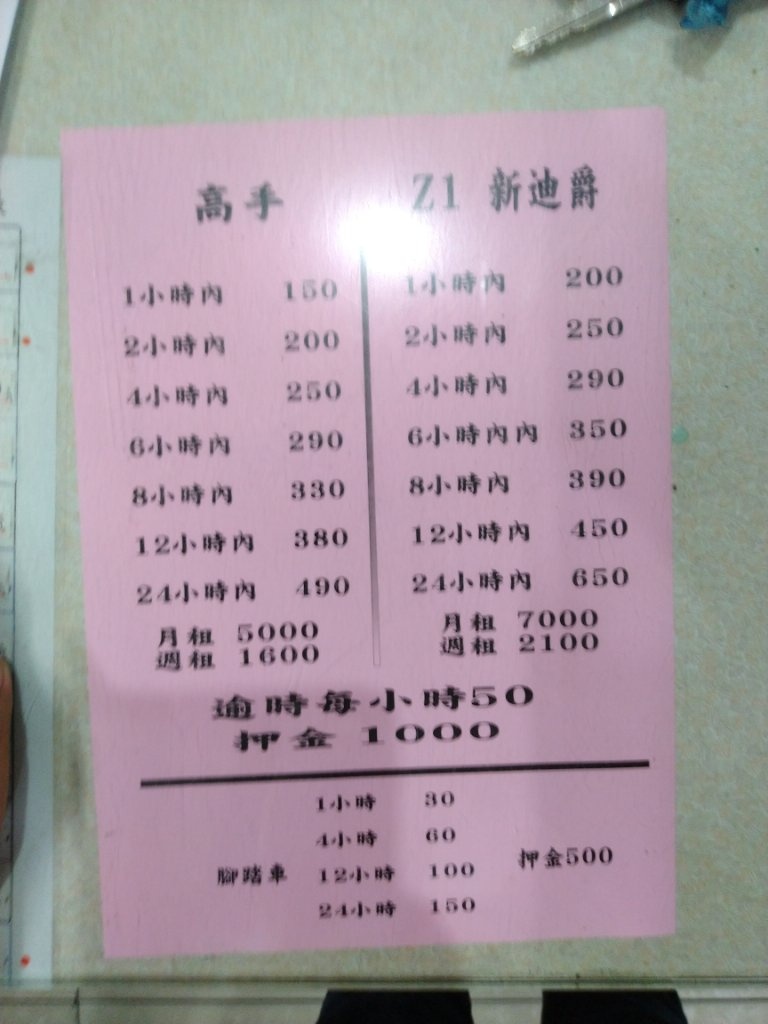 高手
1小時內 150
2小時內 200
4小時內 250
6小時內 290
8小時內 330
12小時內 380
24小時內 490
月租 5000
週租 1600
Z1 新迪爵
1小時內 200
2小時內 250
4小時內 290
6小時內內 350
8小時內 390
12小時內 450
24小時內 650
月租 7000
週租 2100
逾時每小時50
押金 1000
腳踏車
1小時 30
4小時 60
12小時 100
24小時 150
押金500